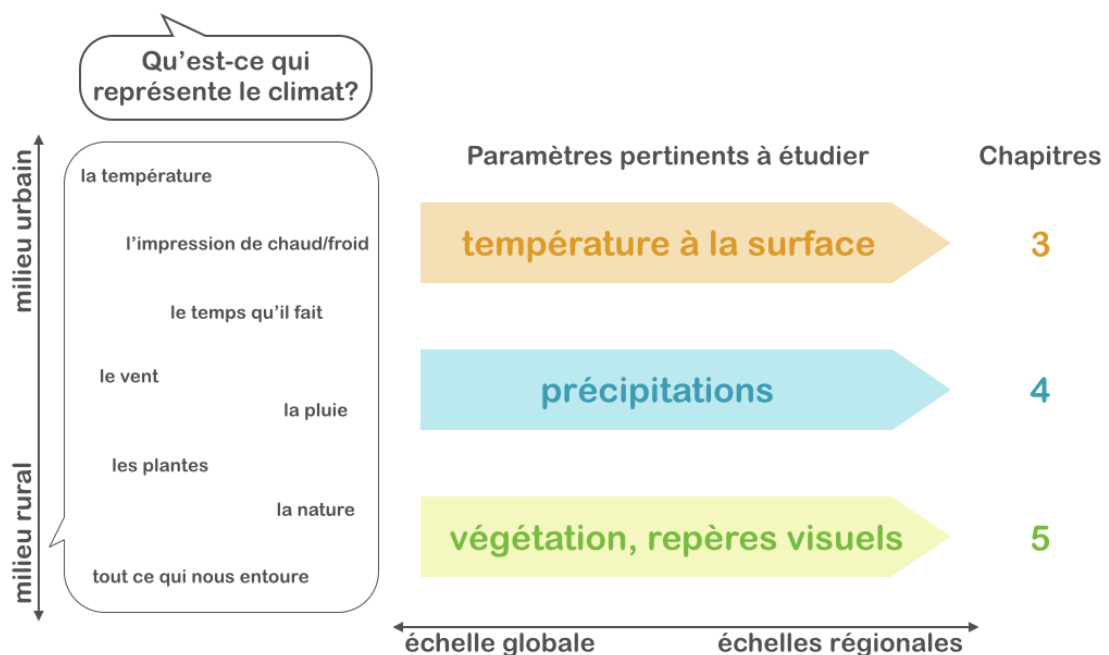 Qu’est-ce qui
représente le climat?
milieu urbain
milieu rural
la température
l’impression de chaud/froid
le temps qu’il fait
le vent
la pluie
les plantes
la nature
tout ce qui nous entoure
Paramètres pertinents à étudier
Chapitres
température à la surface
3
précipitations
4
végétation, repères visuels
5
échelle globale
échelles régionales